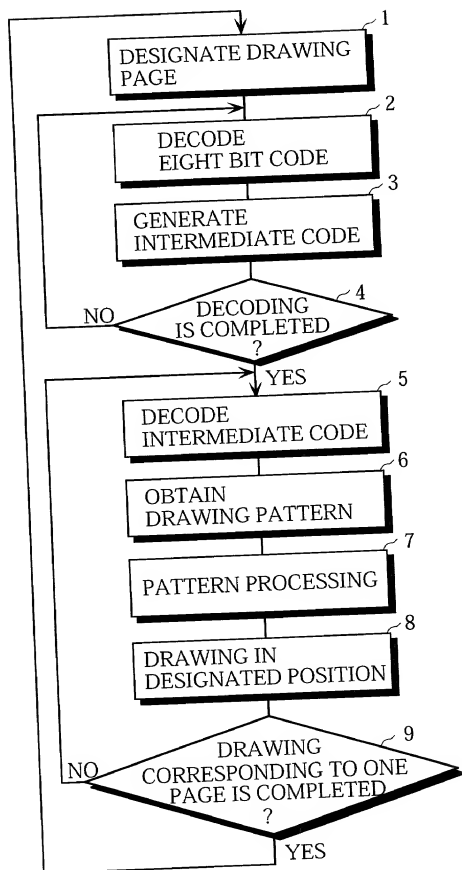 1
DESIGNATE DRAWING
PAGE
2
DECODE
EIGHT BIT CODE
3
GENERATE
INTERMEDIATE CODE
4
DECODING
IS COMPLETED
?
NO
YES
5
DECODE
INTERMEDIATE CODE
6
OBTAIN
DRAWING PATTERN
7
PATTERN PROCESSING
8
DRAWING IN
DESIGNATED POSITION
9
DRAWING
CORRESPONDING TO ONE
PAGE IS COMPLETED
?
NO
YES